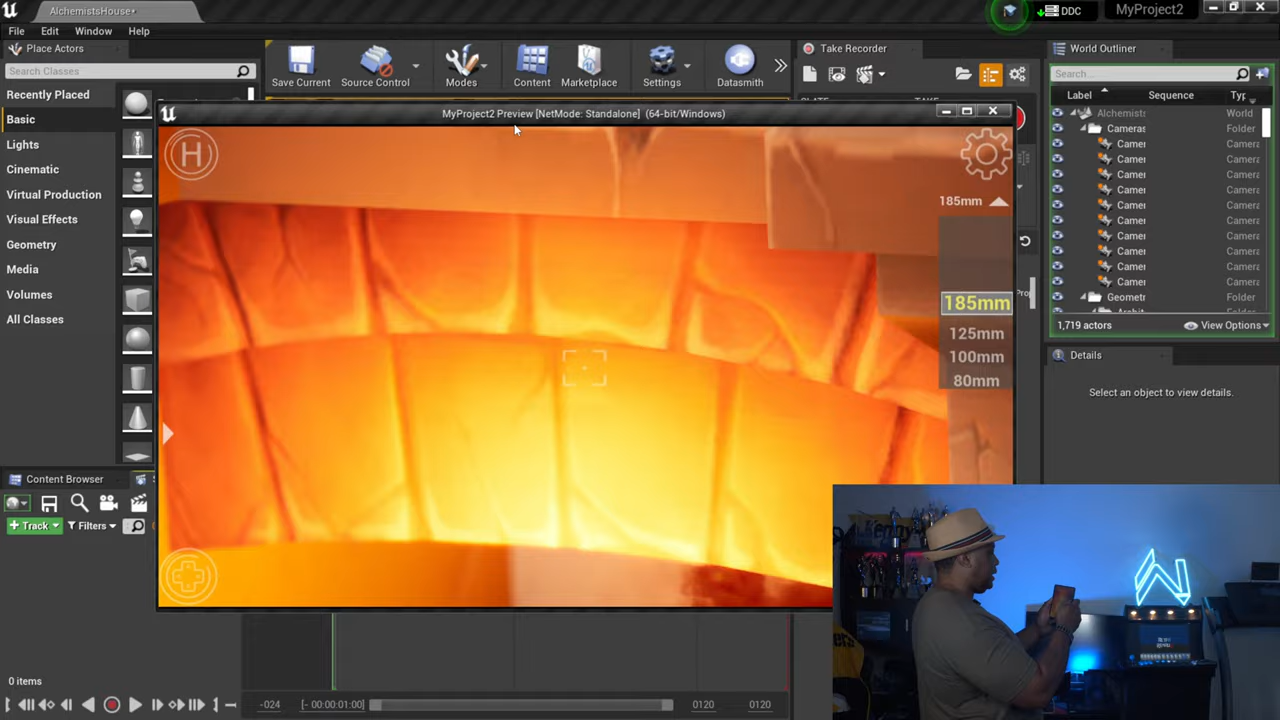 AlchemistsHouse•
DDC
MyProject2
File Edit Window Help
Place Actors
Search Classes
Recently Placed
Basic
Lights
Cinematic
Virtual Production
Visual Effects
Geometry
Media
Volumes
All Classes
Save Current
Source Control
Modes
Content
Marketplace
Settings
Datasmith
Take Recorder
World Outliner
Search...
Label Sequence Typ
Alchemists World
Cameras Folder
Camer Camera
Camer Camera
Camer Camera
Camer Camera
Camer Camera
Camer Camera
Camer Camera
Camer Camera
Camer Camera
Camer Camera
Geomet Folder
Archit Folder
1,719 actors
View Options
Details
Select an object to view details.
MyProject2 Preview [NetMode: Standalone] (64-bit/Windows)
H
185mm
185mm
125mm
100mm
80mm
Content Browser
Track Filters
0 items
-024 [- 00:00:01:00] 0120 0120